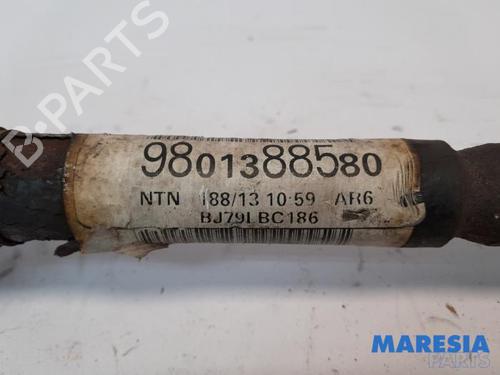 9801388580
NTN 188/13 10:59 AR6
BJ79LBC186
B-PARTS
MARESIA
PARTS